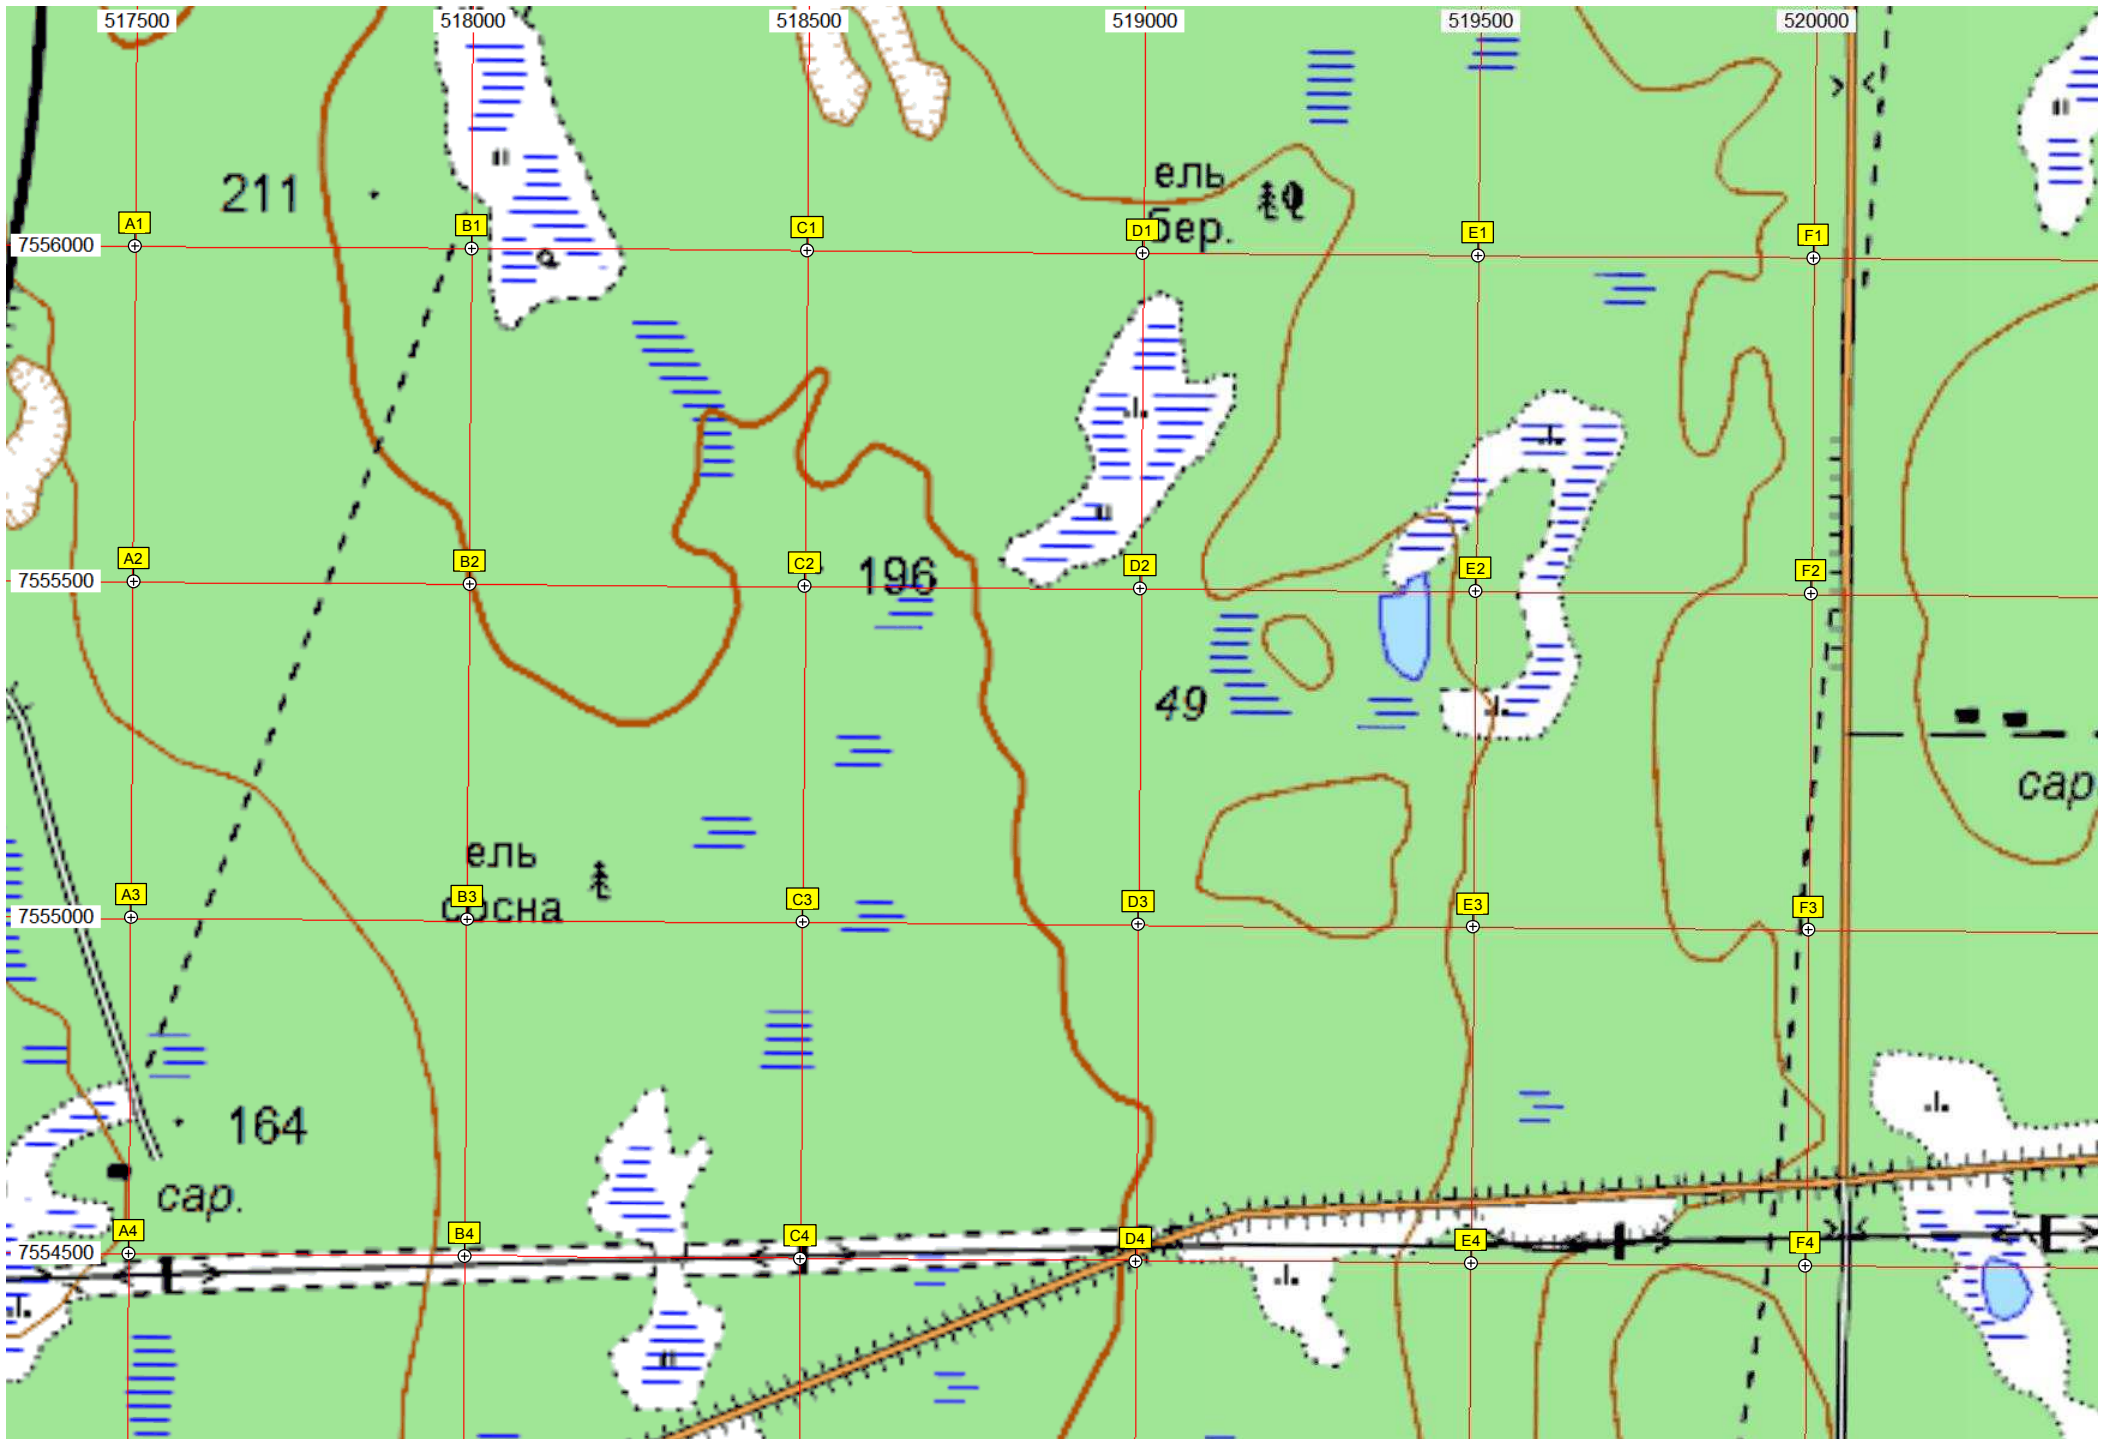 517500 518000 518500 519000 519500 520000
211
ель
бер.
A1 B1 C1 D1 E1 F1
7556000
A2 B2 C2 D2 E2 F2
7555500
196
49
сар
ель
сосна
A3 B3 C3 D3 E3 F3
7555000
164
сар.
A4 B4 C4 D4 E4 F4
7554500